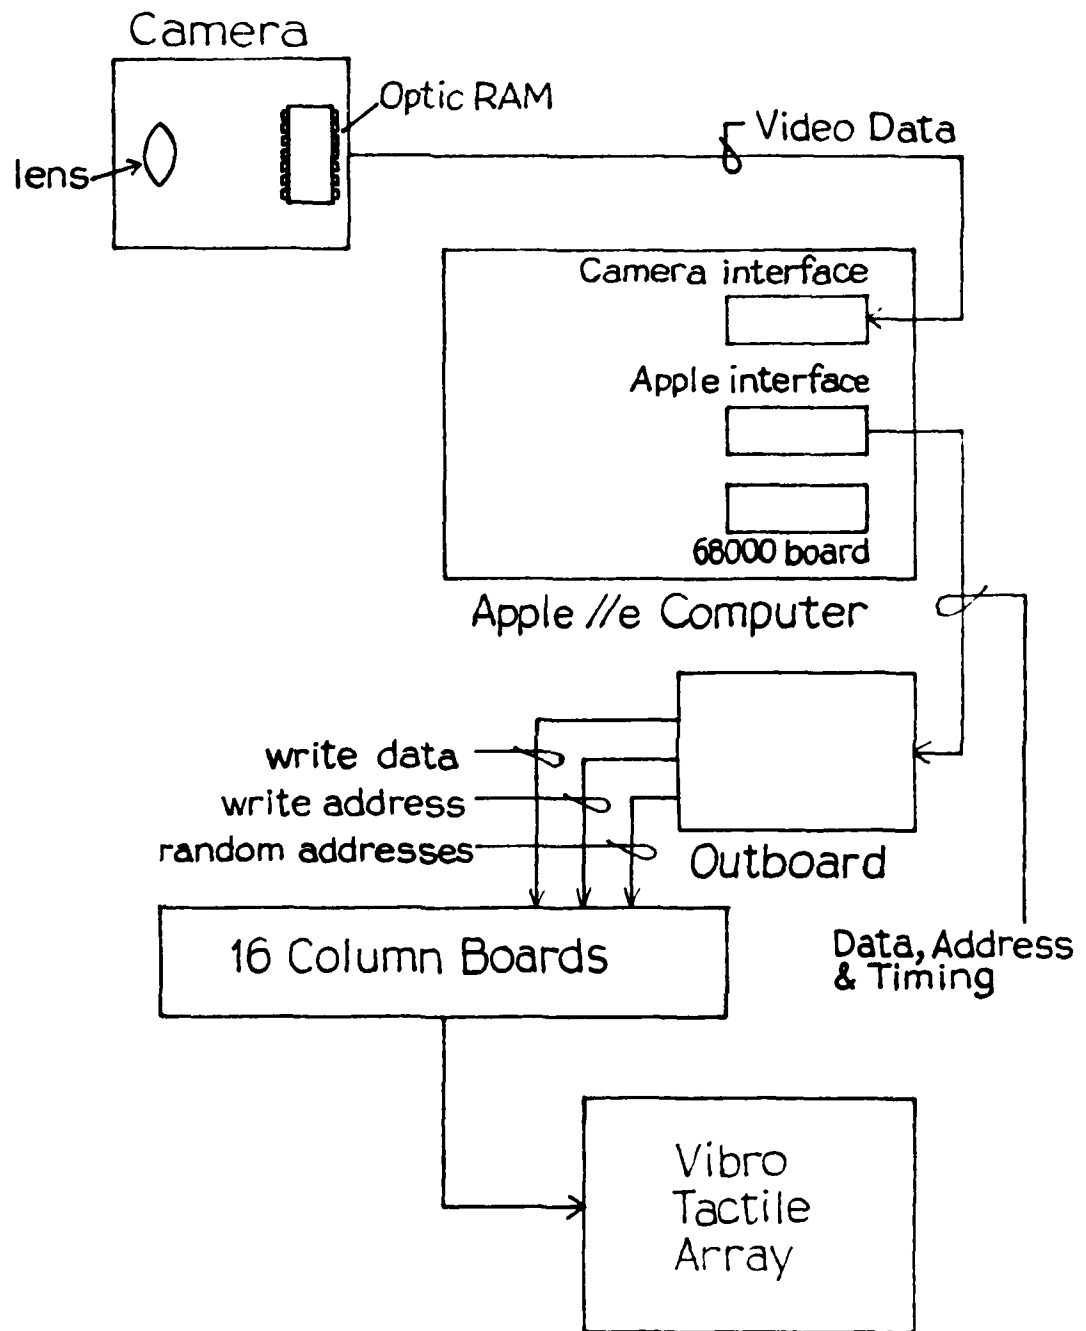 Camera
Optic RAM
lens
Video Data
Camera interface
Apple interface
68000 board
Apple //e Computer
write data
write address
random addresses
Outboard
16 Column Boards
Data, Address
& Timing
Vibro
Tactile
Array